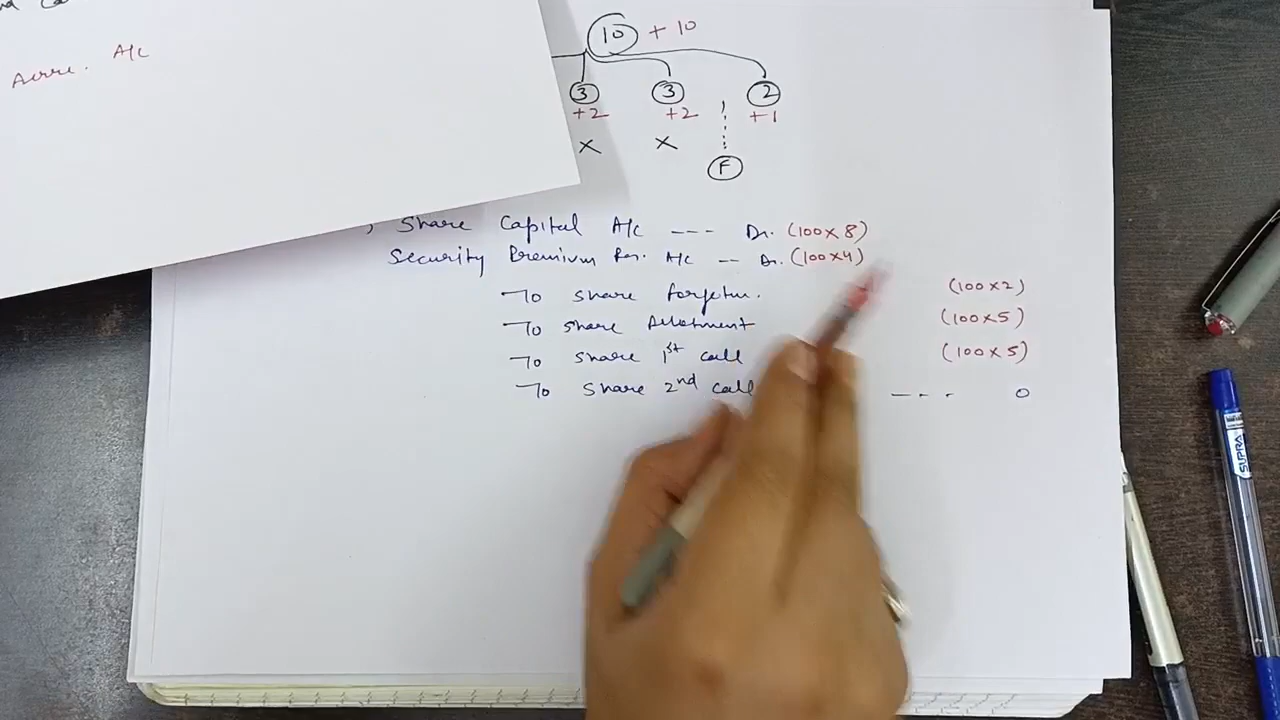 A/c
10 + 10
3 3 2
+2 +2 +1
× × F
Share Capital A/c --- Dr. (100×8)
Security Premium Res. A/c -- Dr. (100×4)
To Share forfetu. (100×2)
To Share Allotment (100×5)
To Share 1st call (100×5)
To Share 2nd call --- 0
SUPRA